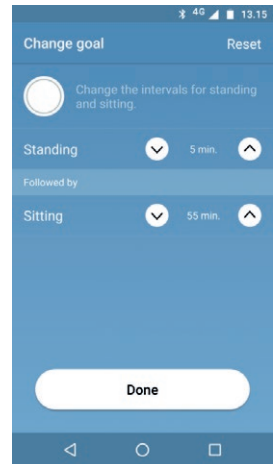 4G 13.15
Change goal Reset
Change the intervals for standing
and sitting.
Standing 5 min.
Followed by
Sitting 55 min.
Done